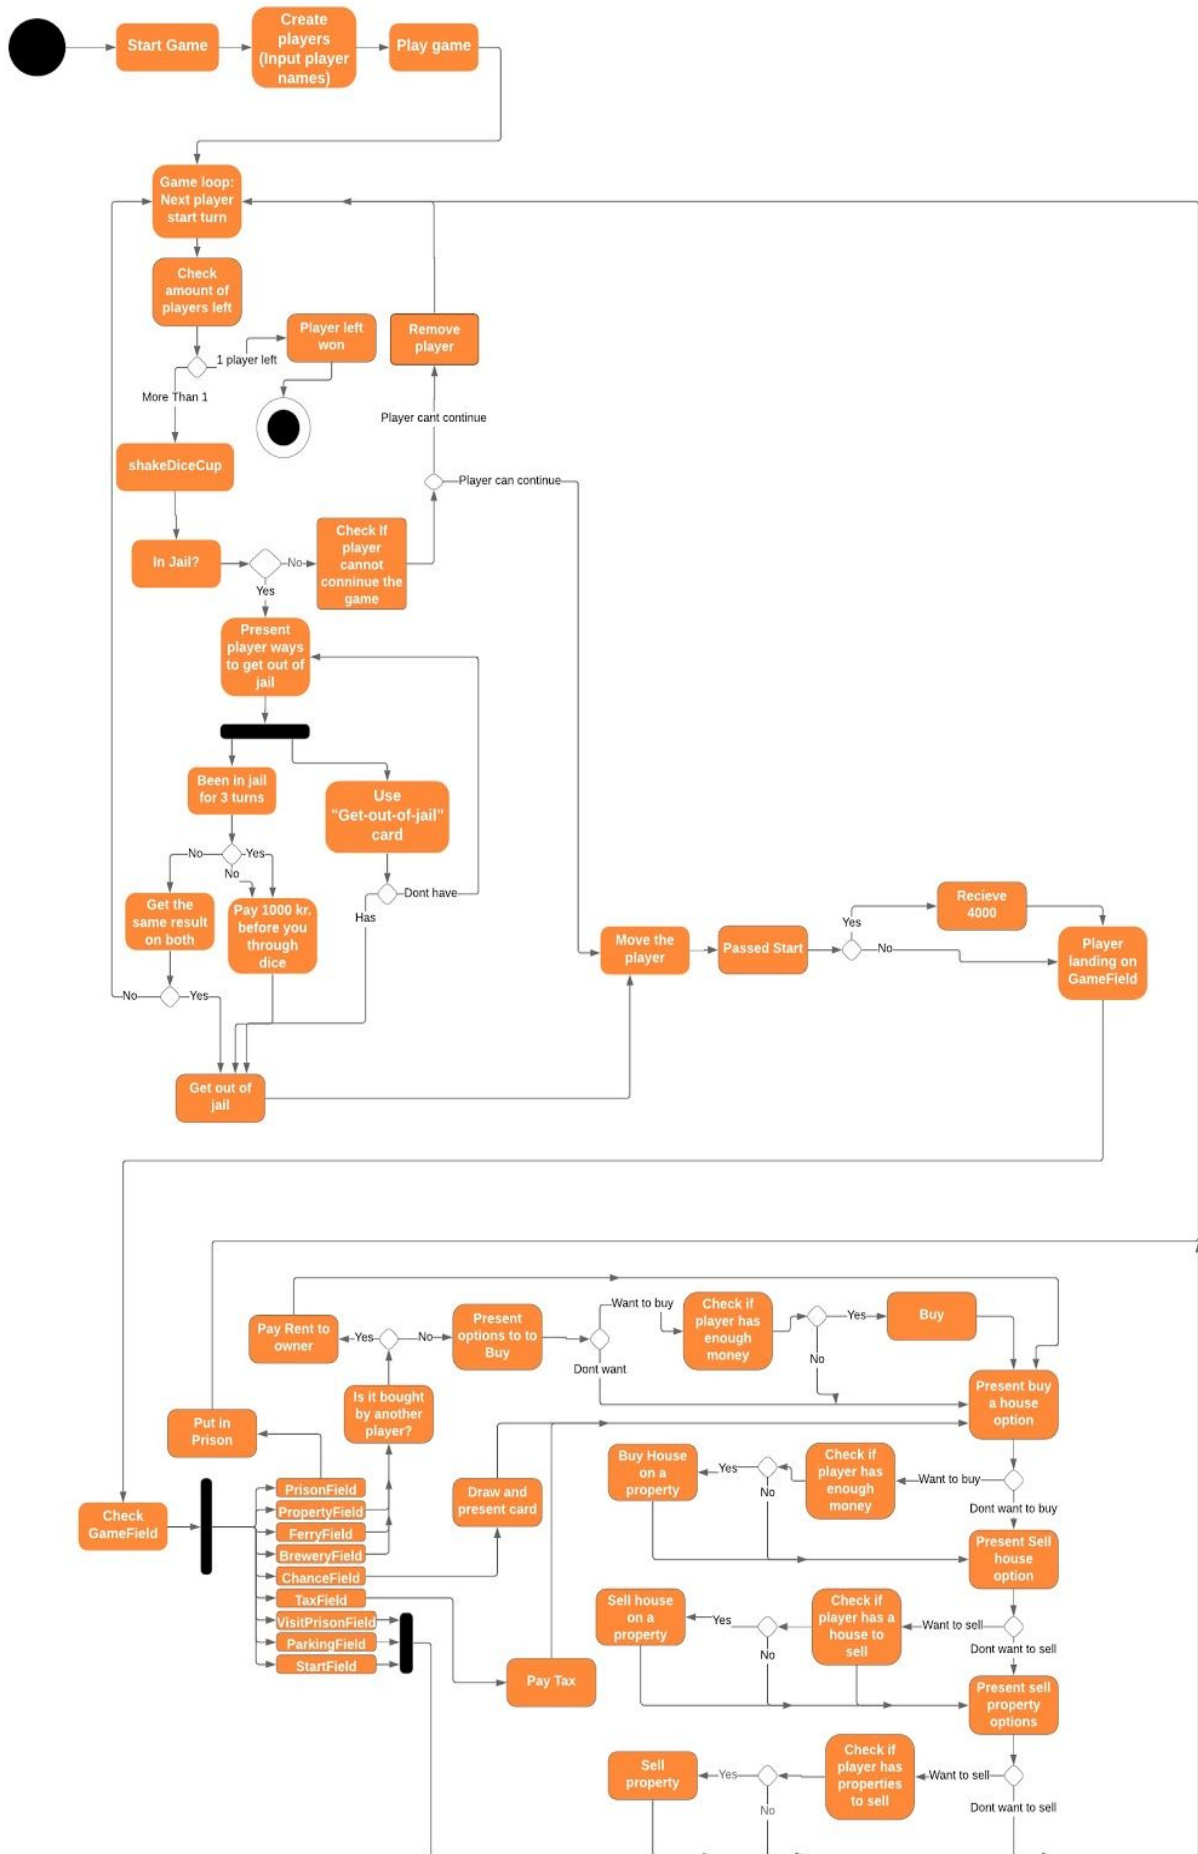 Start Game
Create
players
(Input player
names)
Play game
Game loop:
Next player
start turn
Check
amount of
players left
1 player left
Player left
won
Remove
player
More Than 1
Player cant continue
shakeDiceCup
Player can continue
In Jail?
No
Check If
player
cannot
conninue the
game
Yes
Present
player ways
to get out of
jail
Been in jail
for 3 turns
Use
"Get-out-of-jail"
card
No
Yes
No
Dont have
Has
Get the
same result
on both
Pay 1000 kr.
before you
through
dice
No
Yes
Get out of
jail
Move the
player
Passed Start
Yes
No
Recieve
4000
Player
landing on
GameField
Pay Rent to
owner
Yes
No
Present
options to to
Buy
Want to buy
Dont want
Check if
player has
enough
money
Yes
No
Buy
Present buy
a house
option
Is it bought
by another
player?
Put in
Prison
Check
GameField
PrisonField
PropertyField
FerryField
BreweryField
ChanceField
TaxField
VisitPrisonField
ParkingField
StartField
Draw and
present card
Pay Tax
Buy House
on a
property
Yes
No
Check if
player has
enough
money
Want to buy
Dont want to buy
Present Sell
house
option
Sell house
on a
property
Yes
No
Check if
player has a
house to
sell
Want to sell
Dont want to sell
Present sell
property
options
Sell
property
Yes
No
Check if
player has
properties
to sell
Want to sell
Dont want to sell